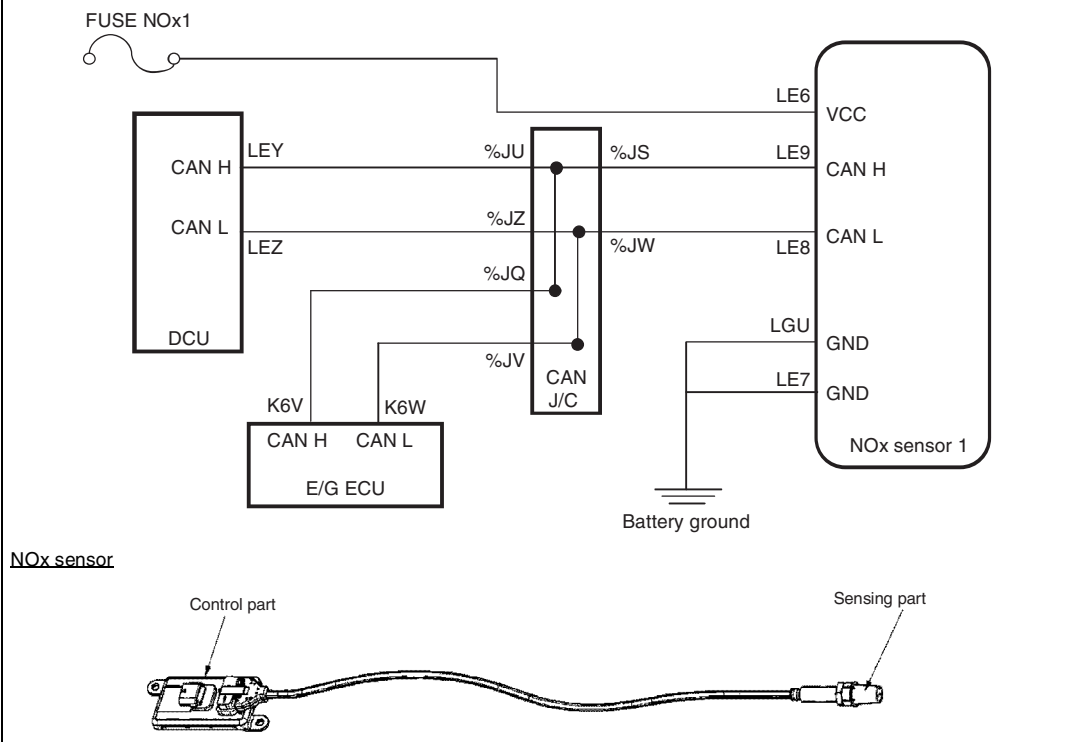 FUSE NOx1
LE6
VCC
LEY
%JU
%JS
LE9
CAN H
CAN H
CAN L
LEZ
%JZ
%JW
LE8
CAN L
%JQ
LGU
GND
DCU
%JV
CAN
J/C
LE7
GND
K6V
K6W
CAN H
CAN L
E/G ECU
NOx sensor 1
Battery ground
NOx sensor
Control part
Sensing part